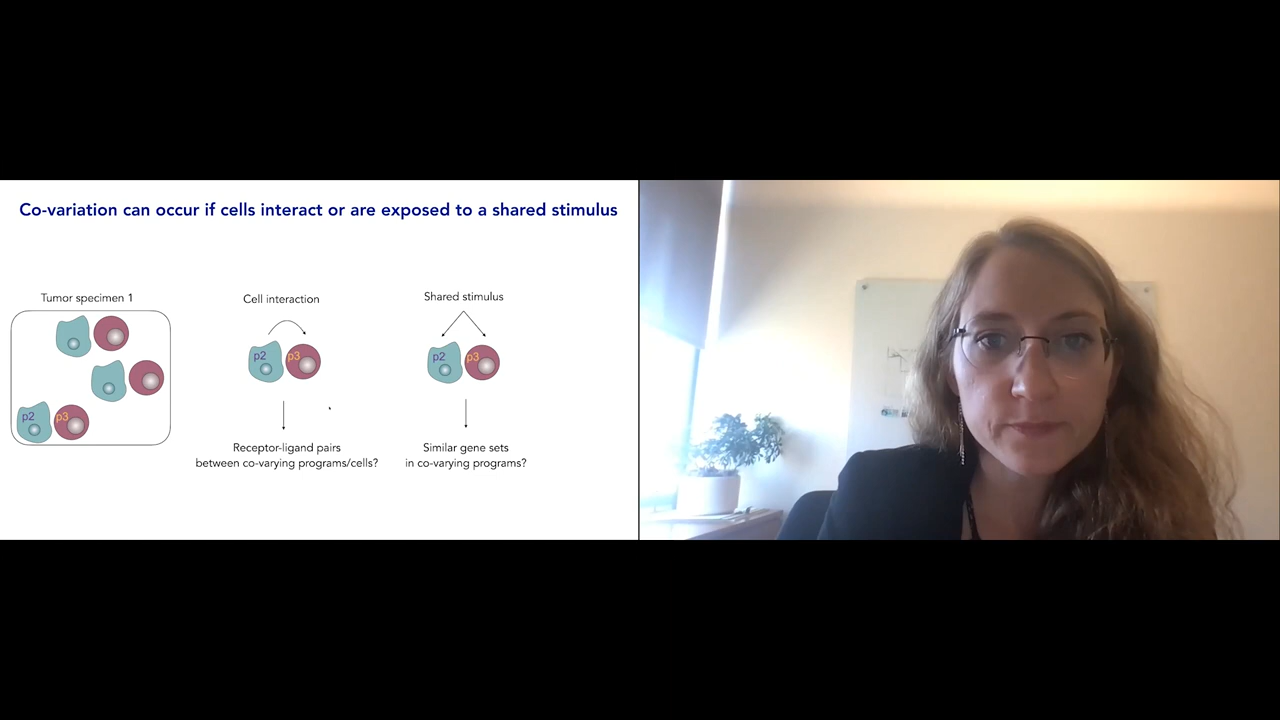 Co-variation can occur if cells interact or are exposed to a shared stimulus
Tumor specimen 1
p2 p3
Cell interaction
p2 p3
Receptor-ligand pairs
between co-varying programs/cells?
Shared stimulus
p2 p3
Similar gene sets
in co-varying programs?